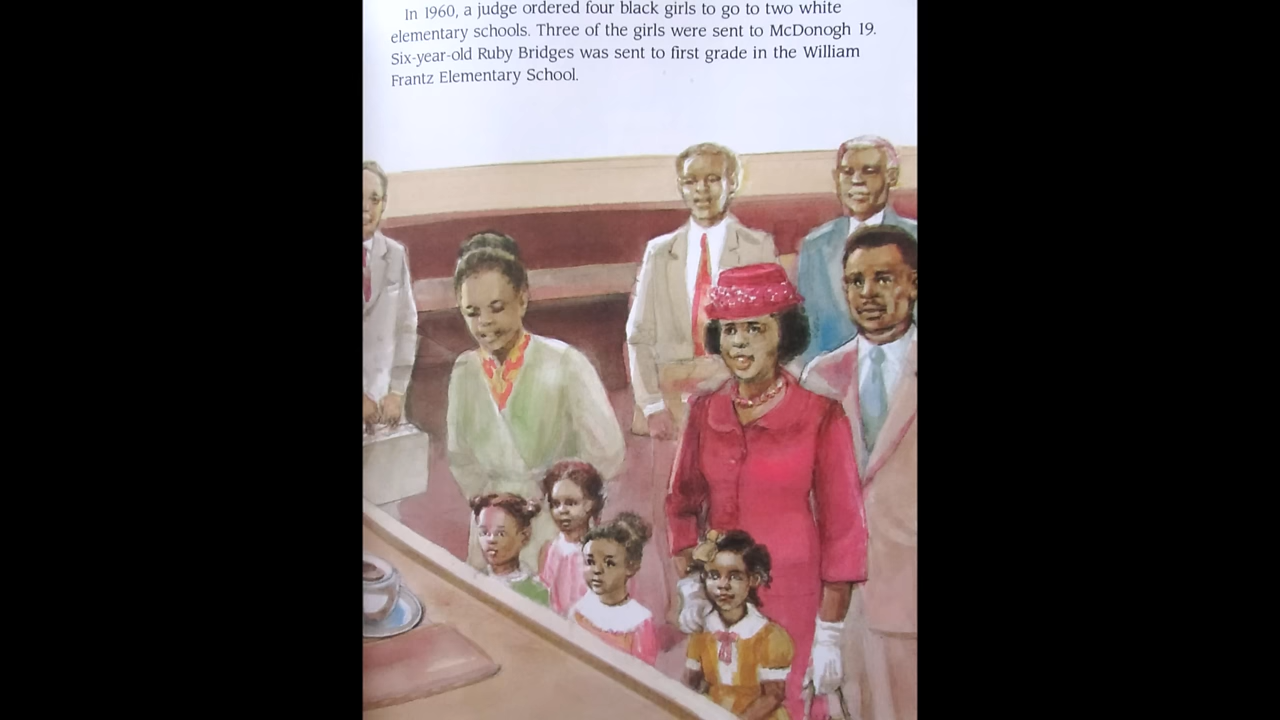 In 1960, a judge ordered four black girls to go to two white
elementary schools. Three of the girls were sent to McDonogh 19.
Six-year-old Ruby Bridges was sent to first grade in the William
Frantz Elementary School.